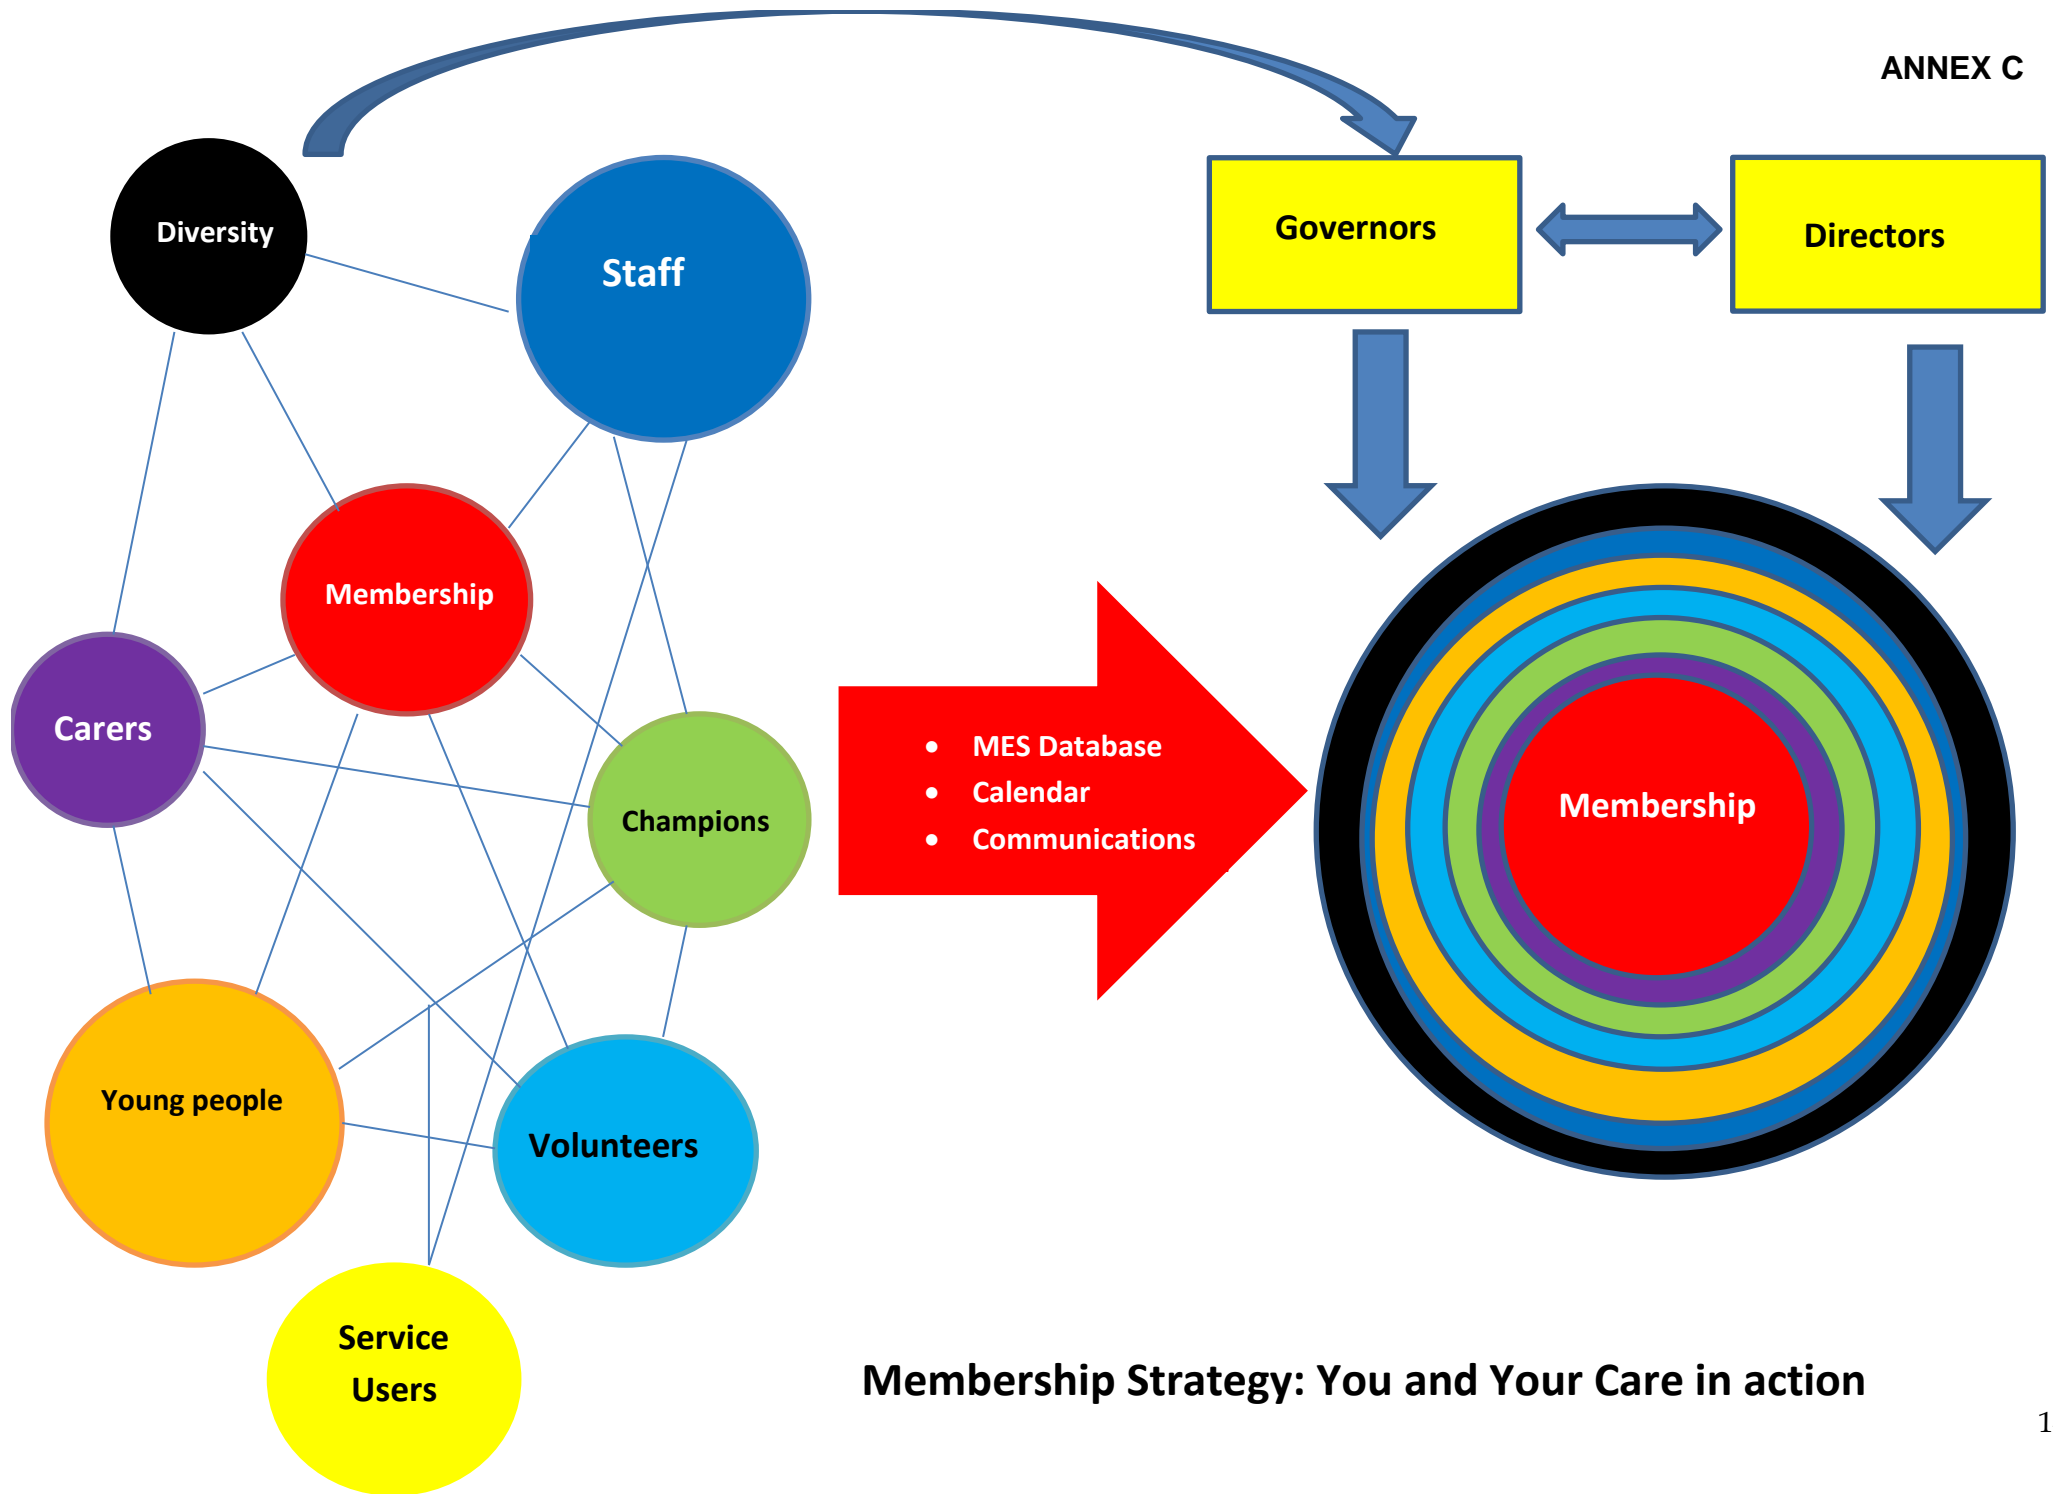 ANNEX C
Diversity
Staff
Governors
Directors
Membership
Carers
Champions
• MES Database
• Calendar
• Communications
Membership
Young people
Volunteers
Service
Users
Membership Strategy: You and Your Care in action
1